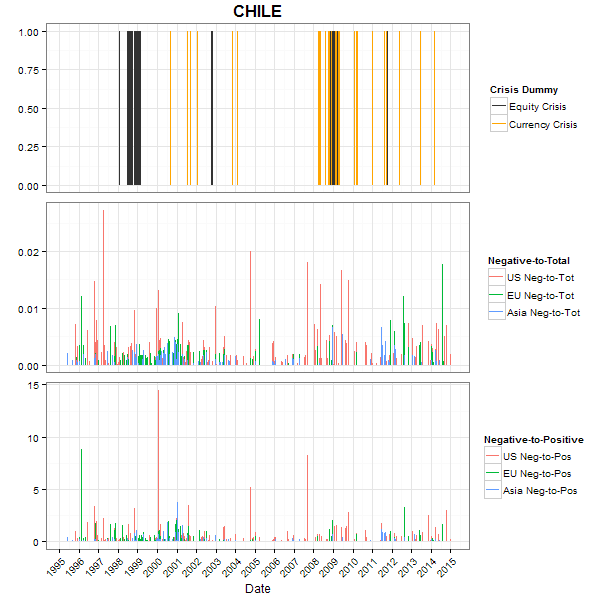 CHILE
1.00
0.75
0.50
0.25
0.00
Crisis Dummy
Equity Crisis
Currency Crisis
0.02
0.01
0.00
Negative-to-Total
US Neg-to-Tot
EU Neg-to-Tot
Asia Neg-to-Tot
15
10
5
0
Negative-to-Positive
US Neg-to-Pos
EU Neg-to-Pos
Asia Neg-to-Pos
1995 1996 1997 1998 1999 2000 2001 2002 2003 2004 2005 2006 2007 2008 2009 2010 2011 2012 2013 2014 2015
Date